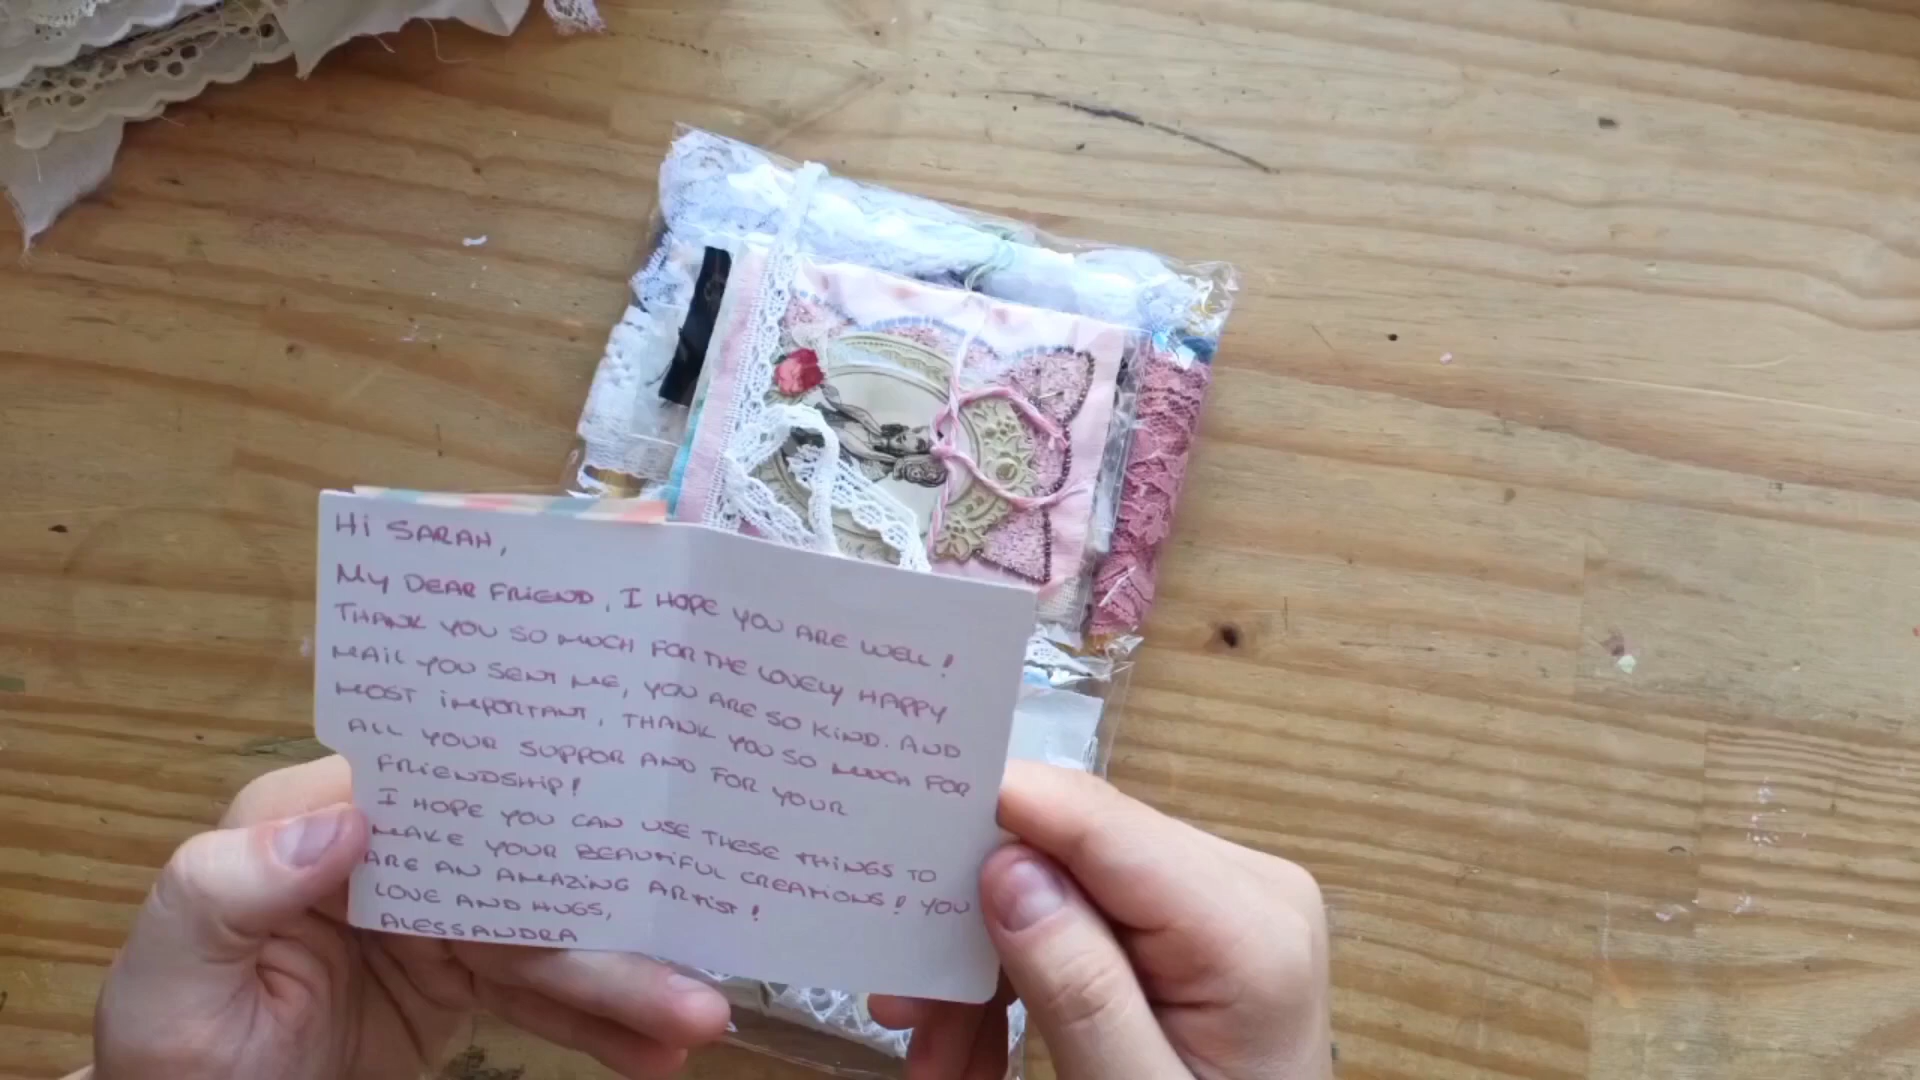 Hi SARAH,
My DEAR FRiEND, I HOPE YOU ARE WELL!
THANK YOU SO MUCH FOR THE LOVELY HAPPY
MAIL YOU SENT ME, YOU ARE SO KiND. AND
MOST iMPORTANT, THANK YOU SO MUCH FOR
ALL YOUR SUPPOR AND FOR YOUR
FRiENDSHiP!
I HOPE YOU CAN USE THESE THiNGS TO
MAKE YOUR BEAUTiFUL CREATiONS! YOU
ARE AN AMAZiNG ARTiST!
LOVE AND HUGS,
ALESSANDRA